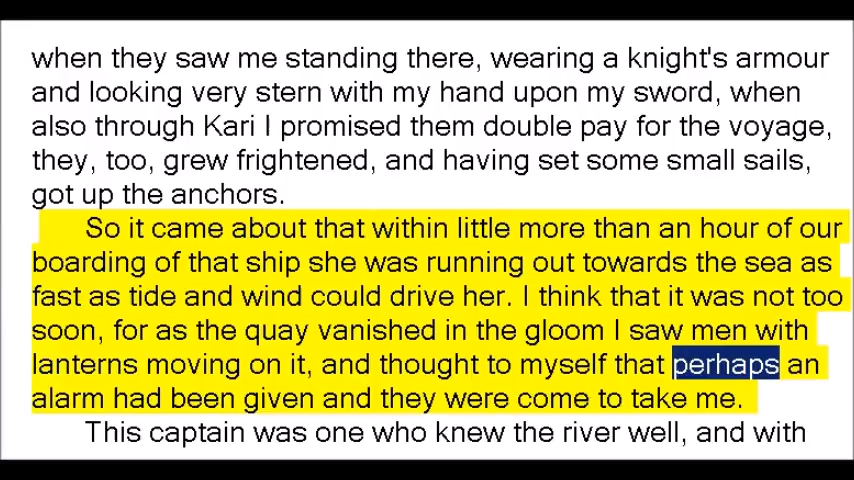 when they saw me standing there, wearing a knight's armour
and looking very stern with my hand upon my sword, when
also through Kari I promised them double pay for the voyage,
they, too, grew frightened, and having set some small sails,
got up the anchors.
So it came about that within little more than an hour of our
boarding of that ship she was running out towards the sea as
fast as tide and wind could drive her. I think that it was not too
soon, for as the quay vanished in the gloom I saw men with
lanterns moving on it, and thought to myself that perhaps an
alarm had been given and they were come to take me.
This captain was one who knew the river well, and with